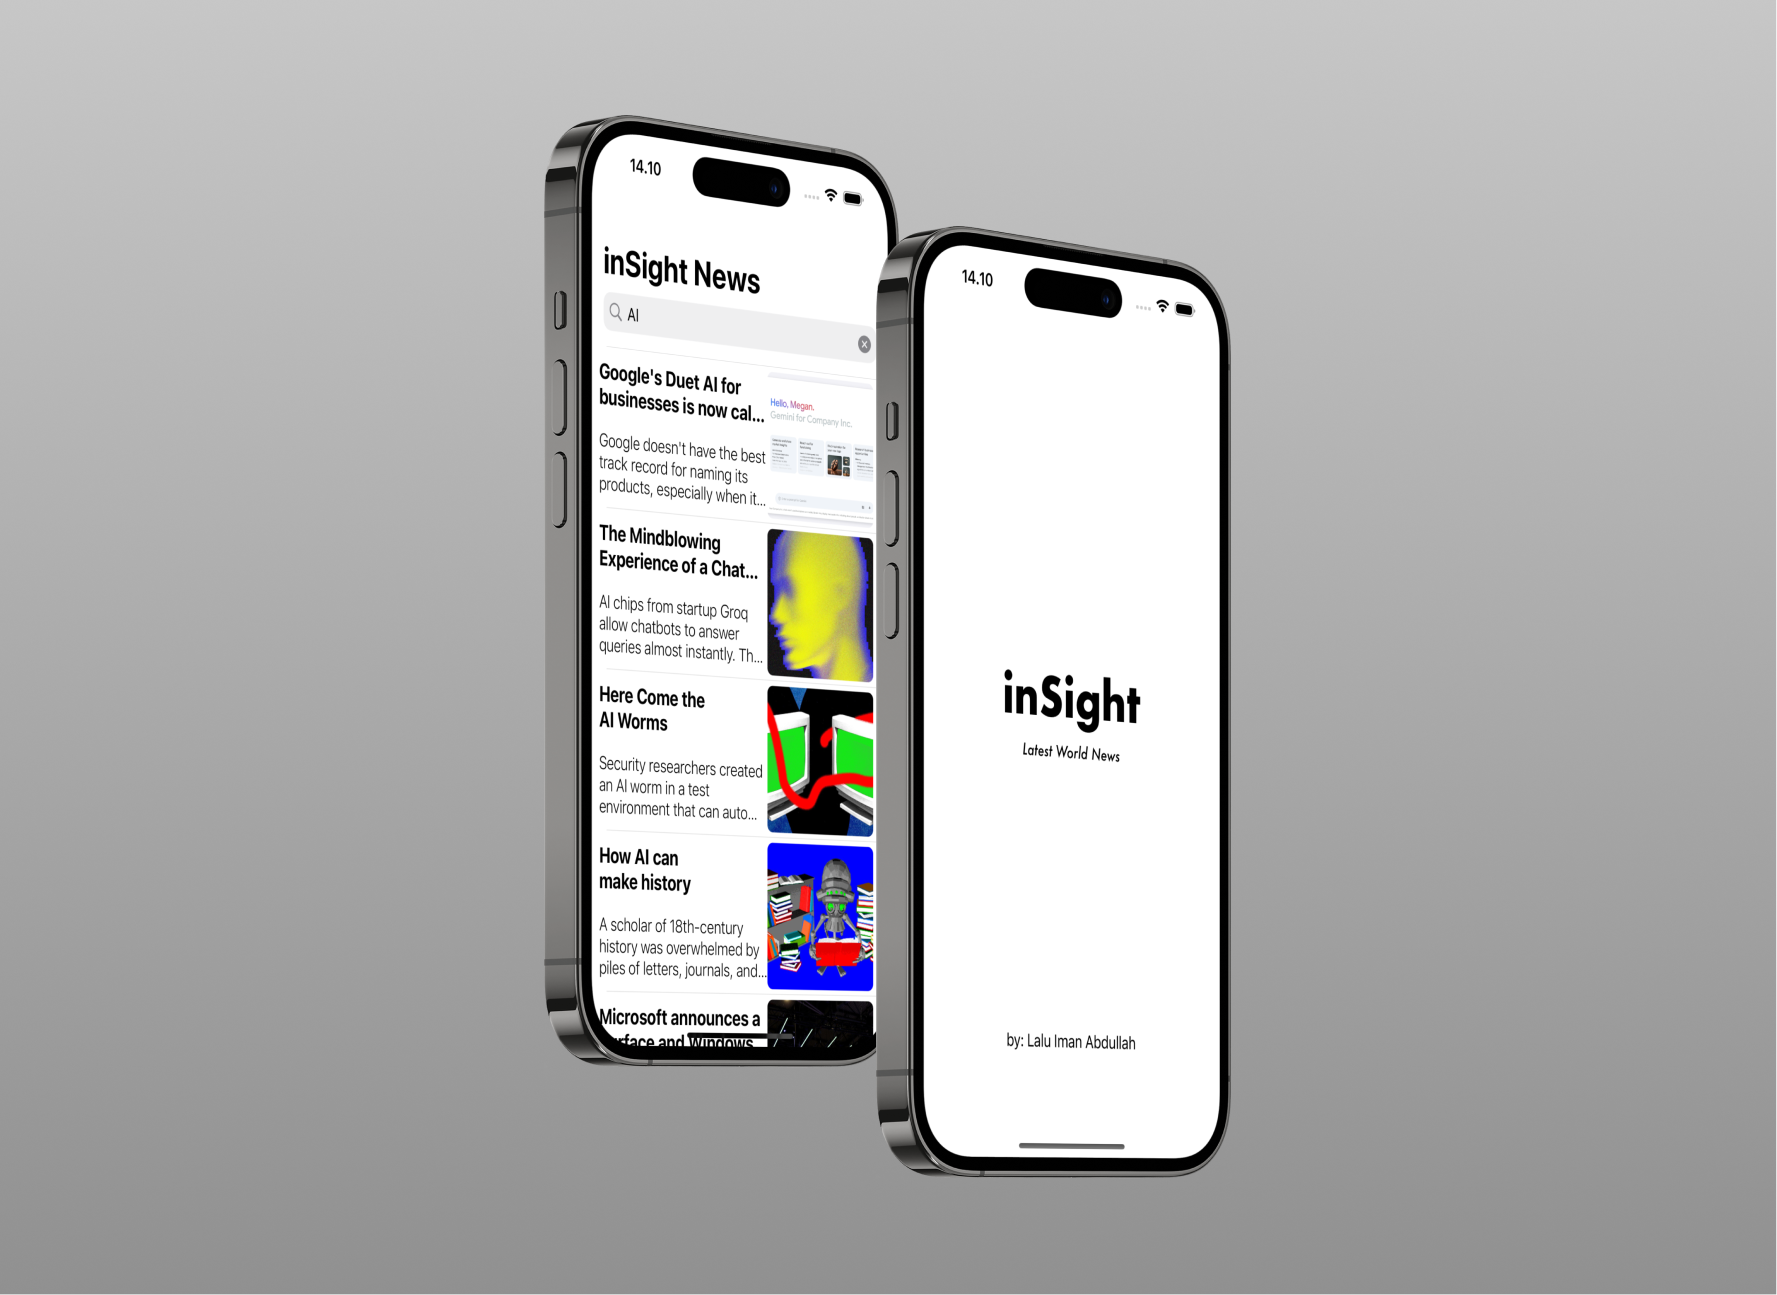 14.10
inSight News
AI
Google's Duet AI for
businesses is now cal...
Google doesn't have the best
track record for naming its
products, especially when it...
Hello, Megan.
Gemini for Company Inc.
The Mindblowing
Experience of a Chat...
AI chips from startup Groq
allow chatbots to answer
queries almost instantly. Th...
Here Come the
AI Worms
Security researchers created
an AI worm in a test
environment that can auto...
How AI can
make history
A scholar of 18th-century
history was overwhelmed by
piles of letters, journals, and...
Microsoft announces a
and Windows
14.10
inSight
Latest World News
by: Lalu Iman Abdullah